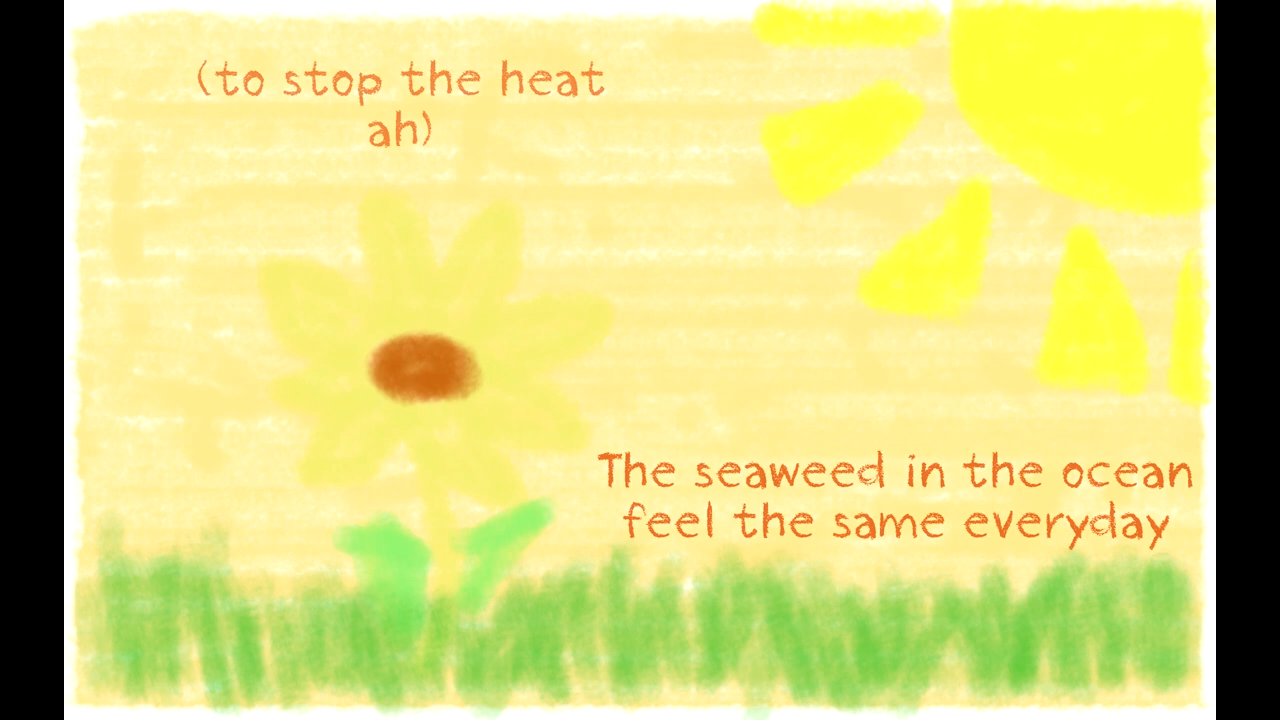 (to stop the heat
ah)
The seaweed in the ocean
feel the same everyday